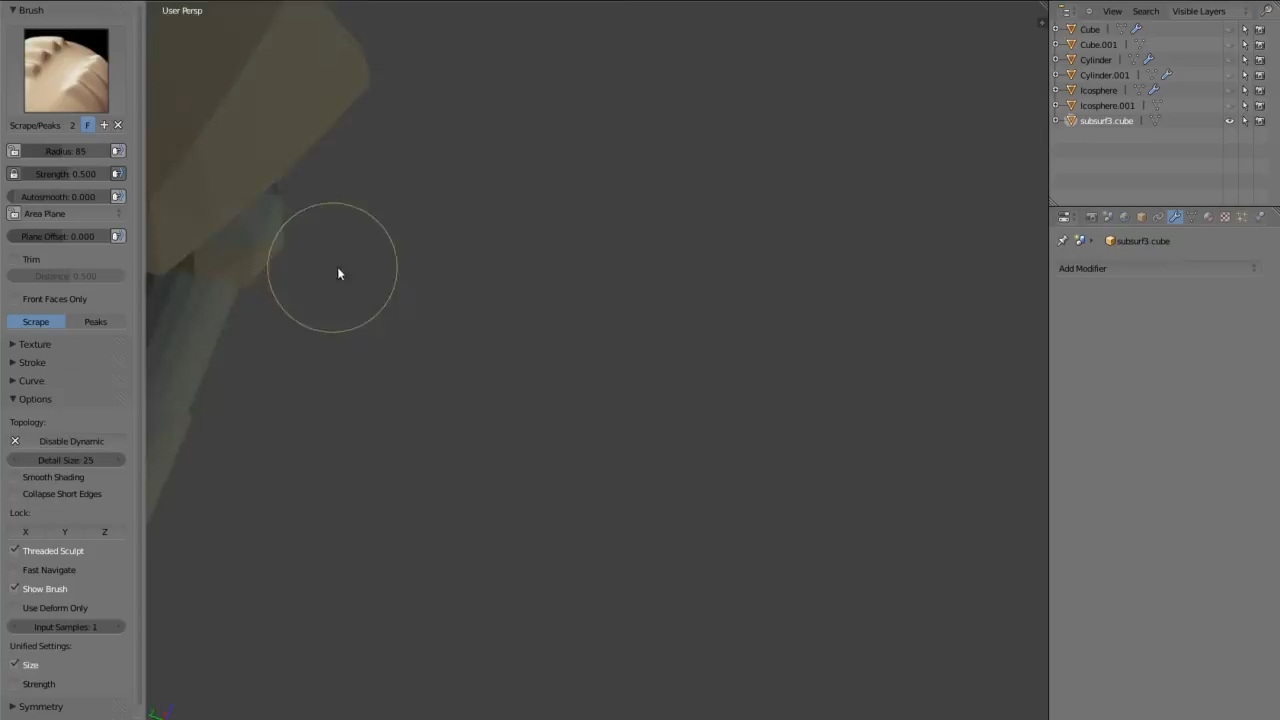 Brush
User Persp
View Search Visible Layers
Cube
Cube.001
Cylinder
Cylinder.001
Icosphere
Icosphere.001
subsurf3.cube
Scrape/Peaks 2 F
Radius: 85
Strength: 0.500
Autosmooth: 0.000
Area Plane
Plane Offset: 0.000
Trim
Distance: 0.500
Front Faces Only
Scrape Peaks
Texture
Stroke
Curve
Options
Topology:
Disable Dynamic
Detail Size: 25
Smooth Shading
Collapse Short Edges
Lock:
X Y Z
Threaded Sculpt
Fast Navigate
Show Brush
Use Deform Only
Input Samples: 1
Unified Settings:
Size
Strength
Symmetry
subsurf3.cube
Add Modifier